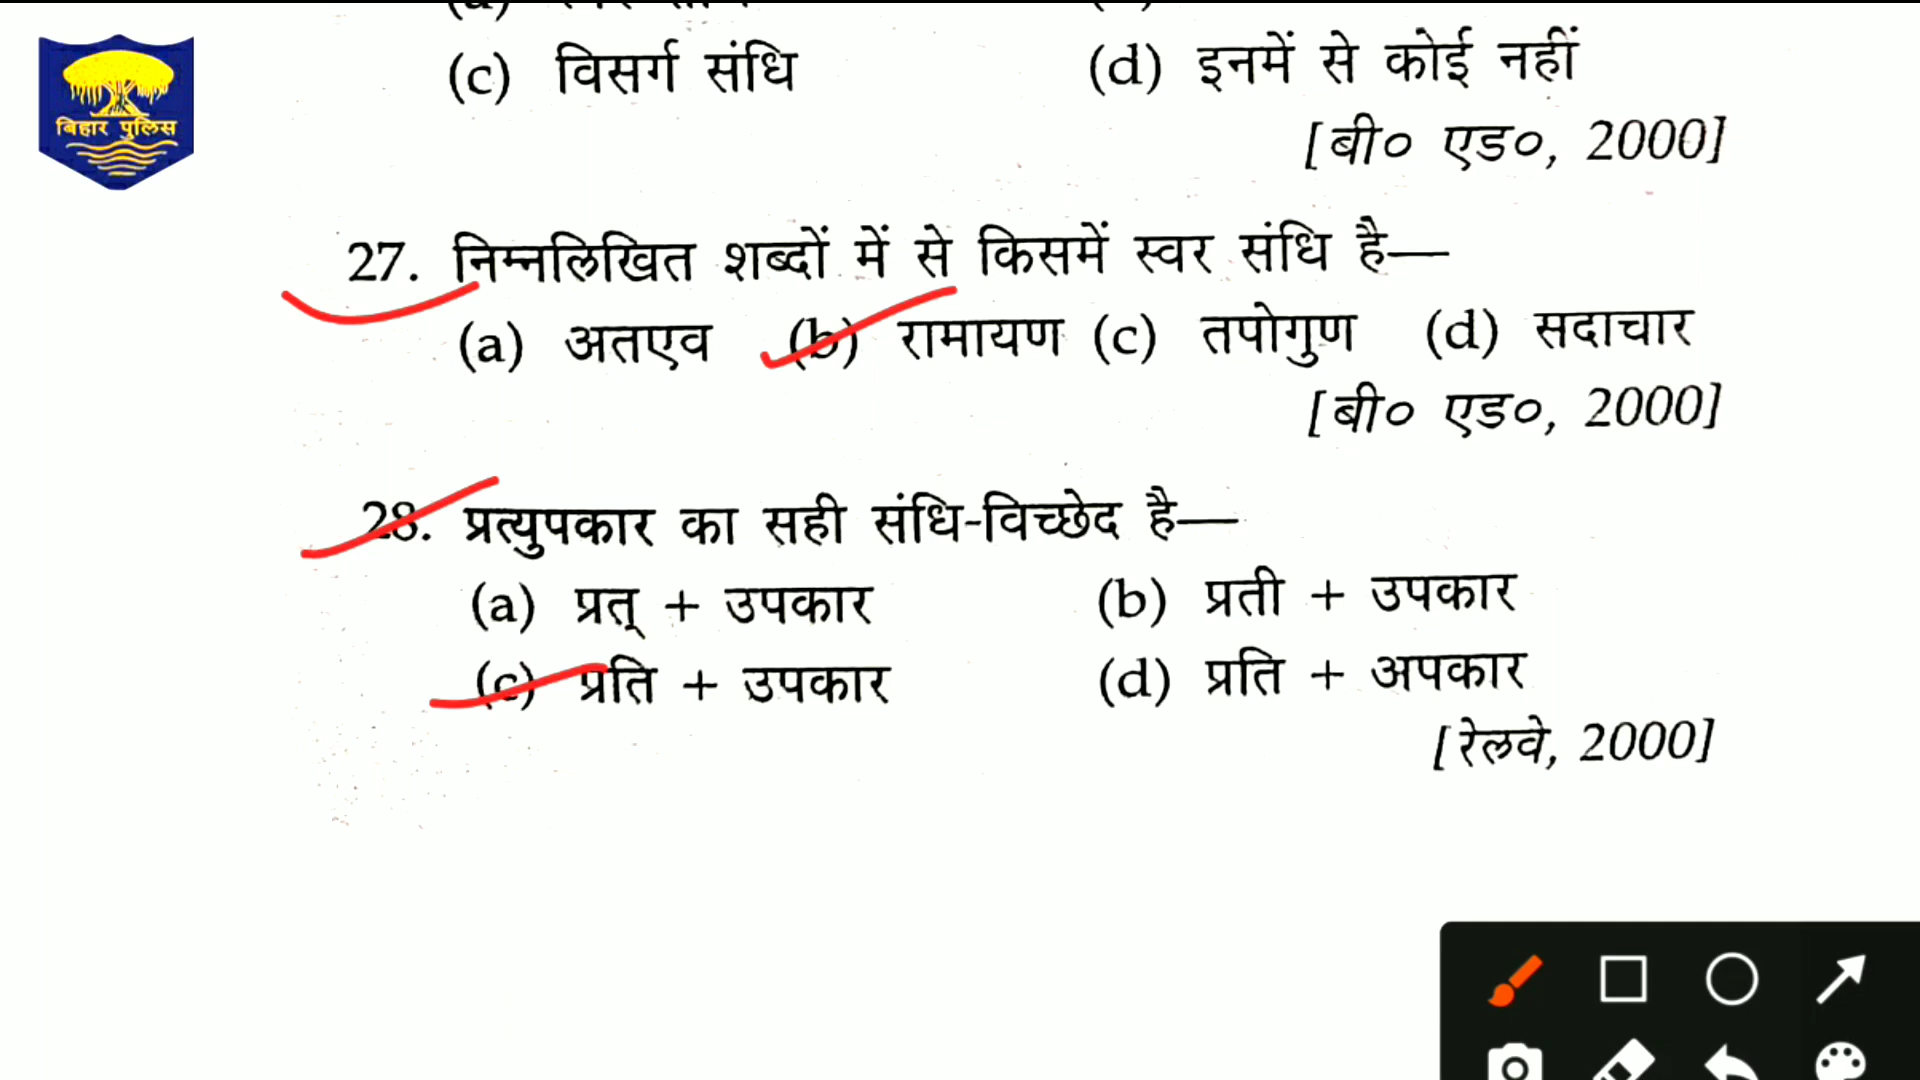 (c) विसर्ग संधि (d) इनमें से कोई नहीं
[बी० एड०, 2000]
बिहार पुलिस
27. निम्नलिखित शब्दों में से किसमें स्वर संधि है—
(a) अतएव (b) रामायण (c) तपोगुण (d) सदाचार
[बी० एड०, 2000]
28. प्रत्युपकार का सही संधि-विच्छेद है—
(a) प्रत् + उपकार (b) प्रती + उपकार
(c) प्रति + उपकार (d) प्रति + अपकार
[रेलवे, 2000]